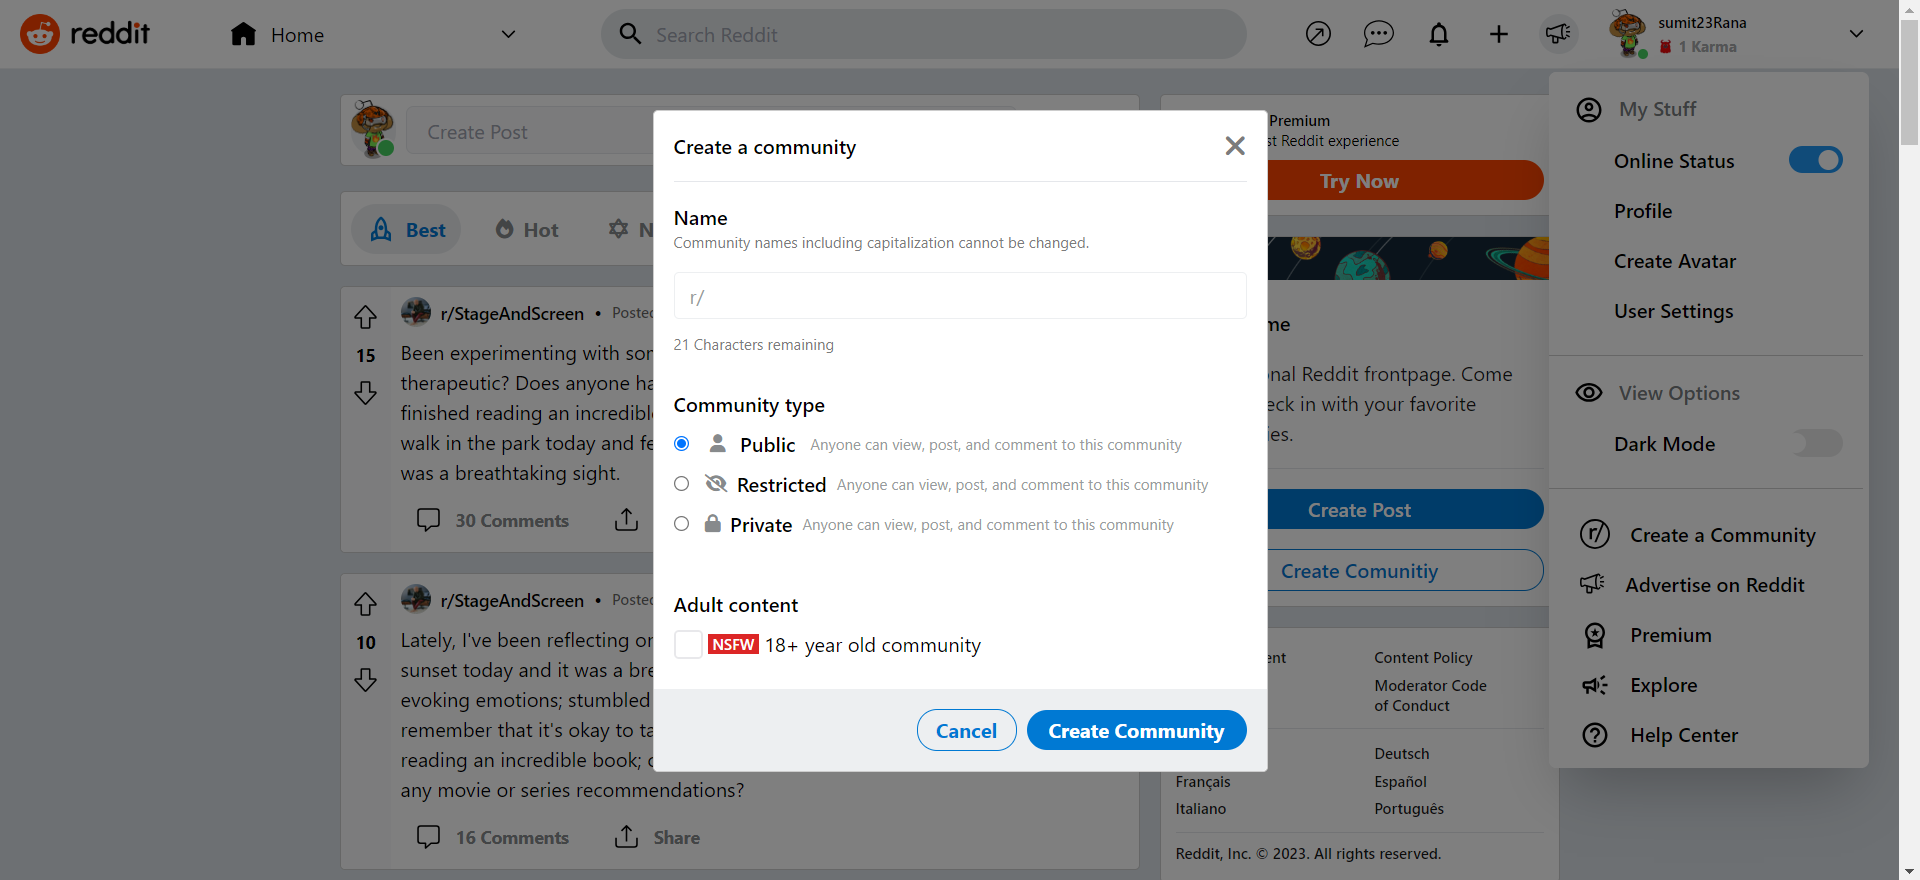 reddit
Home
Search Reddit
sumit23Rana
1 Karma
Create Post
Premium
st Reddit experience
Try Now
Best
Hot
N
r/StageAndScreen • Posted
15
Been experimenting with som
therapeutic? Does anyone ha
finished reading an incredibl
walk in the park today and fe
was a breathtaking sight.
30 Comments
r/StageAndScreen • Posted
10
Lately, I've been reflecting or
sunset today and it was a bre
evoking emotions; stumbled
remember that it's okay to ta
reading an incredible book;
any movie or series recommendations?
16 Comments
Share
Create a community
Name
Community names including capitalization cannot be changed.
r/
21 Characters remaining
Community type
Public Anyone can view, post, and comment to this community
Restricted Anyone can view, post, and comment to this community
Private Anyone can view, post, and comment to this community
Adult content
NSFW 18+ year old community
Cancel
Create Community
me
onal Reddit frontpage. Come
eck in with your favorite
ies.
Create Post
Create Comunitiy
ent
Content Policy
Moderator Code
of Conduct
Deutsch
Français
Español
Italiano
Português
Reddit, Inc. © 2023. All rights reserved.
My Stuff
Online Status
Profile
Create Avatar
User Settings
View Options
Dark Mode
r/ Create a Community
Advertise on Reddit
Premium
Explore
Help Center